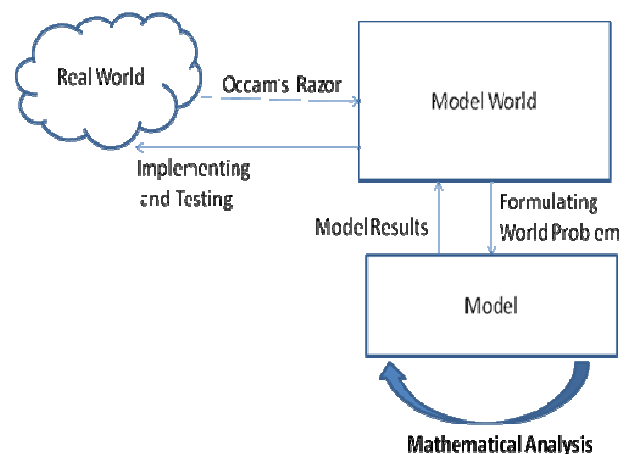 Real World
Occam's Razor
Model World
Implementing
and Testing
Formulating
World Problem
Model Results
Model
Mathematical Analysis